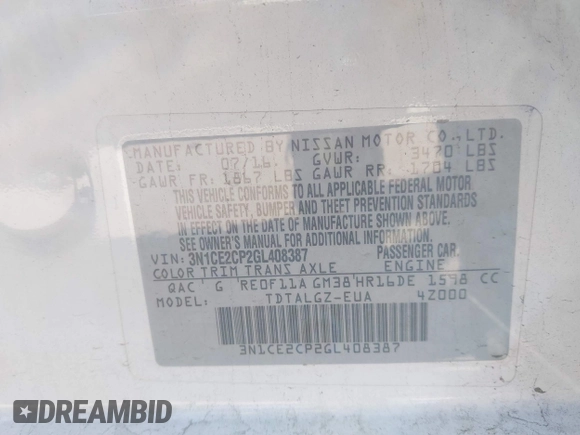 MANUFACTURED BY NISSAN MOTOR CO., LTD.
DATE: 07/16 GVWR: 3470 LBS
GAWR FR: 1867 LBS GAWR RR: 1704 LBS
THIS VEHICLE CONFORMS TO ALL APPLICABLE FEDERAL MOTOR
VEHICLE SAFETY, BUMPER AND THEFT PREVENTION STANDARDS
IN EFFECT ON THE DATE OF MANUFACTURE SHOWN ABOVE.
SEE OWNER'S MANUAL FOR ADDITIONAL INFORMATION.
VIN: 3N1CE2CP2GL408387 PASSENGER CAR
COLOR TRIM TRANS AXLE ENGINE
QAC G RE0F11A GM38 HR16DE 1598 CC
MODEL: TDTALGZ-EUA 4Z000
3N1CE2CP2GL408387
DREAMBID